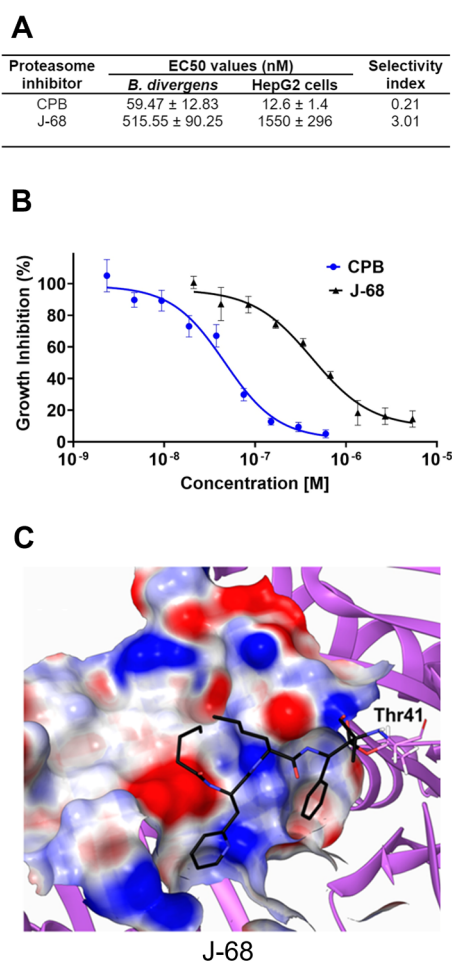 A
Proteasome inhibitor EC50 values (nM) Selectivity index
B. divergens HepG2 cells
CPB 59.47 ± 12.83 12.6 ± 1.4 0.21
J-68 515.55 ± 90.25 1550 ± 296 3.01
B
Growth Inhibition (%)
100
80
60
40
20
0
CPB
J-68
10-9 10-8 10-7 10-6 10-5
Concentration [M]
C
Thr41
J-68